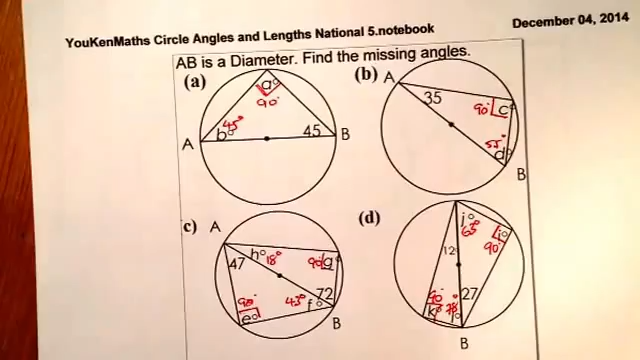 December 04, 2014
YouKenMaths Circle Angles and Lengths National 5.notebook
AB is a Diameter. Find the missing angles.
(a)
a°
90°
45°
b°
45
A
B
(b)
A
35
90°
c°
55°
d°
B
c)
A
h°
18°
90°
g°
47
90°
e°
43°
72
f°
B
(d)
j°
63°
i°
90°
12
90°
k°
78°
l°
27
B